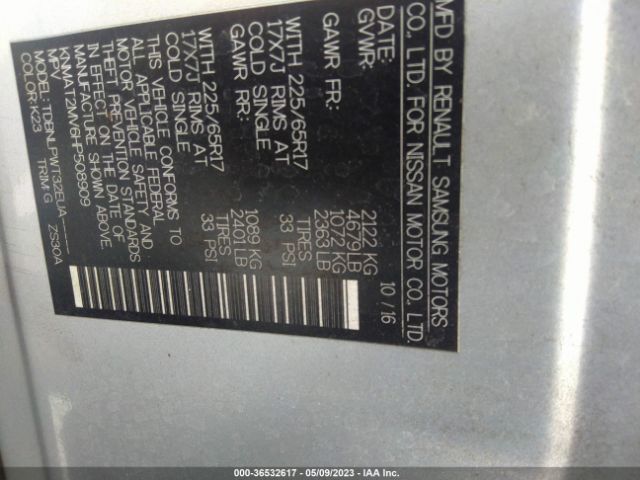 MFD BY RENAULT SAMSUNG MOTORS
CO., LTD. FOR NISSAN MOTOR CO., LTD.
DATE: 10 / 16
GVWR: 2122 KG
4679 LB
GAWR FR: 1072 KG
2363 LB
WITH 225/65R17 TIRES
17X7J RIMS AT 33 PSI
COLD SINGLE
GAWR RR: 1089 KG
2401 LB
WITH 225/65R17 TIRES
17X7J RIMS AT 33 PSI
COLD SINGLE
THIS VEHICLE CONFORMS TO
ALL APPLICABLE FEDERAL
MOTOR VEHICLE SAFETY AND
THEFT PREVENTION STANDARDS
IN EFFECT ON THE DATE OF
MANUFACTURE SHOWN ABOVE.
KNMAT2MV6HP508909
MPV
MODEL: TDBNLPWT32EUA____ ZS30A
COLOR: K23 TRIM: G
000-36532617 - 05/09/2023 - IAA Inc.